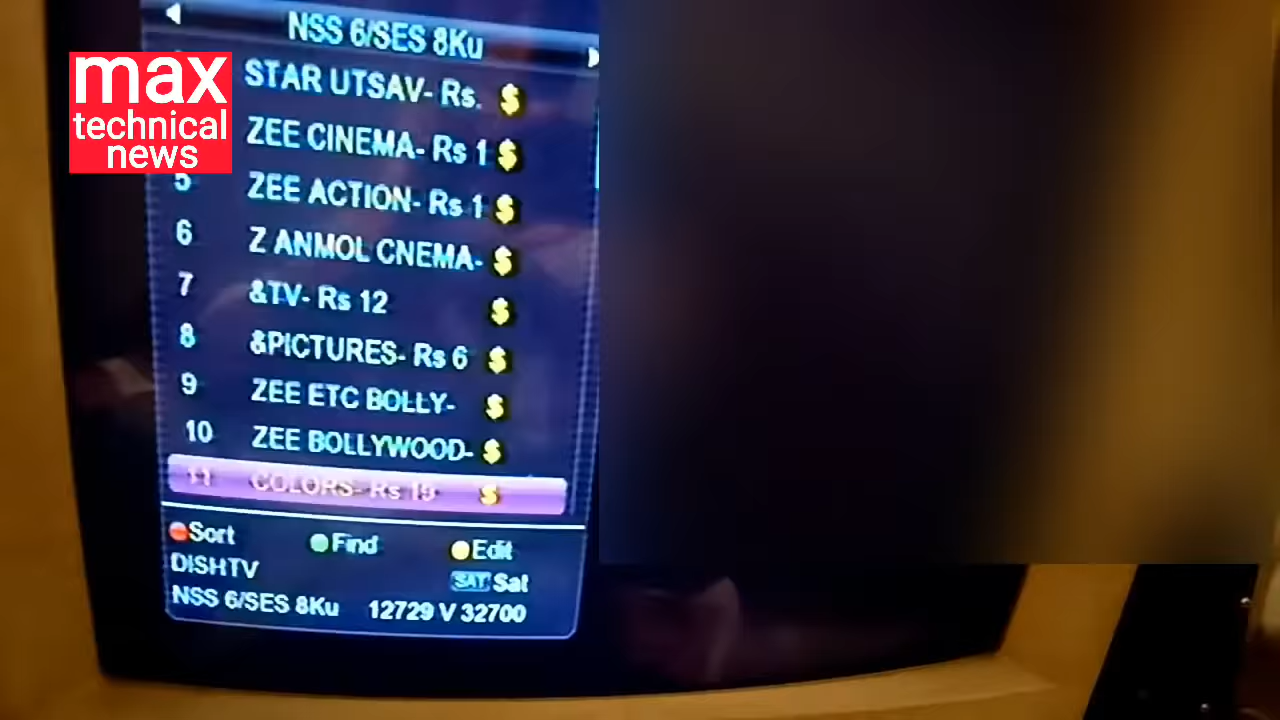 NSS 6/SES 8Ku
max
technical
news
STAR UTSAV- Rs. $
ZEE CINEMA- Rs 1 $
5 ZEE ACTION- Rs 1 $
6 Z ANMOL CNEMA- $
7 &TV- Rs 12 $
8 &PICTURES- Rs 6 $
9 ZEE ETC BOLLY- $
10 ZEE BOLLYWOOD- $
11 COLORS- Rs 19 $
Sort Find Edit
DISHTV SAT Sat
NSS 6/SES 8Ku 12729 V 32700